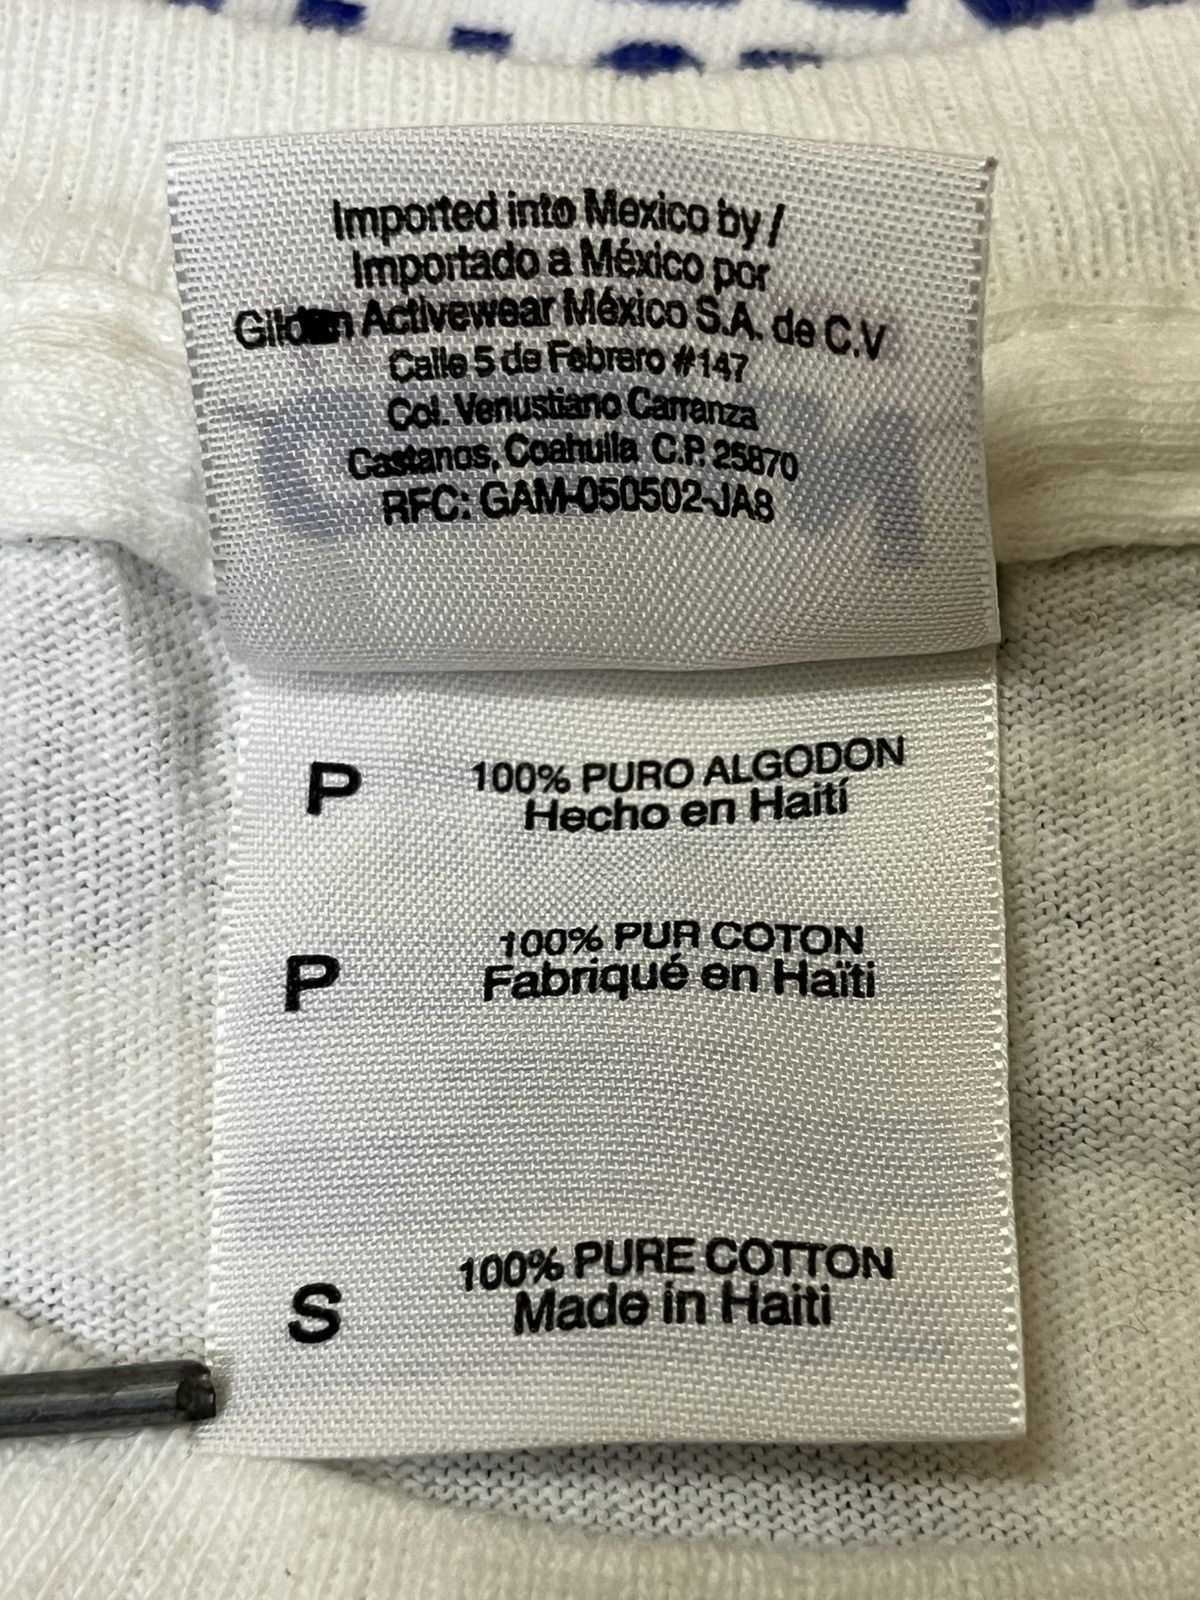 Imported into Mexico by /
Importado a México por
Gildan Activewear México S.A. de C.V
Calle 5 de Febrero #147
Col. Venustiano Carranza
Castanos, Coahuila C.P. 25870
RFC: GAM-050502-JA8
P 100% PURO ALGODON
Hecho en Haití
P 100% PUR COTON
Fabriqué en Haïti
S 100% PURE COTTON
Made in Haiti